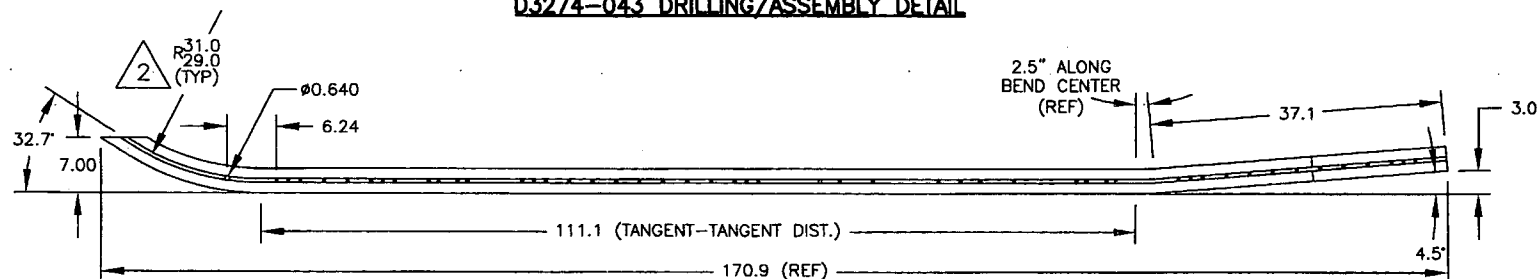 D3274-043 DRILLING/ASSEMBLY DETAIL
2
R31.0
29.0
(TYP)
Ø0.640
2.5" ALONG
BEND CENTER
(REF)
37.1
3.0
6.24
32.7°
7.00
111.1 (TANGENT-TANGENT DIST.)
4.5°
170.9 (REF)